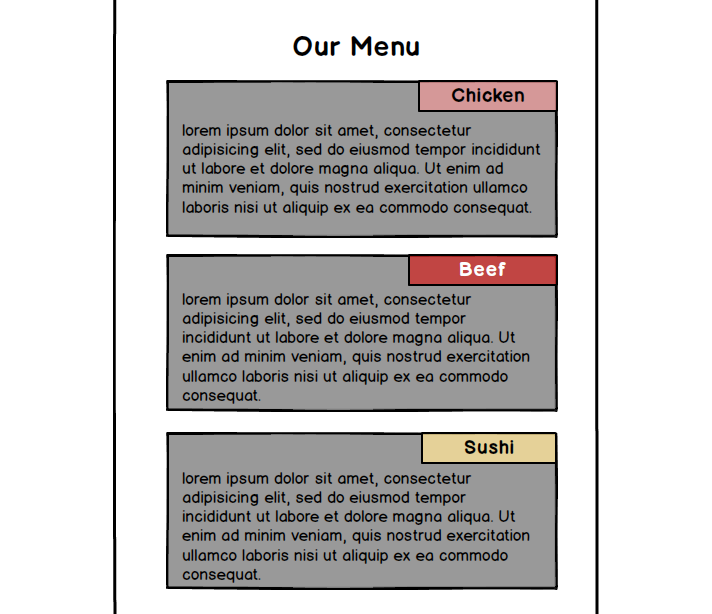 Our Menu
Chicken
lorem ipsum dolor sit amet, consectetur
adipisicing elit, sed do eiusmod tempor incididunt
ut labore et dolore magna aliqua. Ut enim ad
minim veniam, quis nostrud exercitation ullamco
laboris nisi ut aliquip ex ea commodo consequat.
Beef
lorem ipsum dolor sit amet, consectetur
adipisicing elit, sed do eiusmod tempor
incididunt ut labore et dolore magna aliqua. Ut
enim ad minim veniam, quis nostrud exercitation
ullamco laboris nisi ut aliquip ex ea commodo
consequat.
Sushi
lorem ipsum dolor sit amet, consectetur
adipisicing elit, sed do eiusmod tempor
incididunt ut labore et dolore magna aliqua. Ut
enim ad minim veniam, quis nostrud exercitation
ullamco laboris nisi ut aliquip ex ea commodo
consequat.